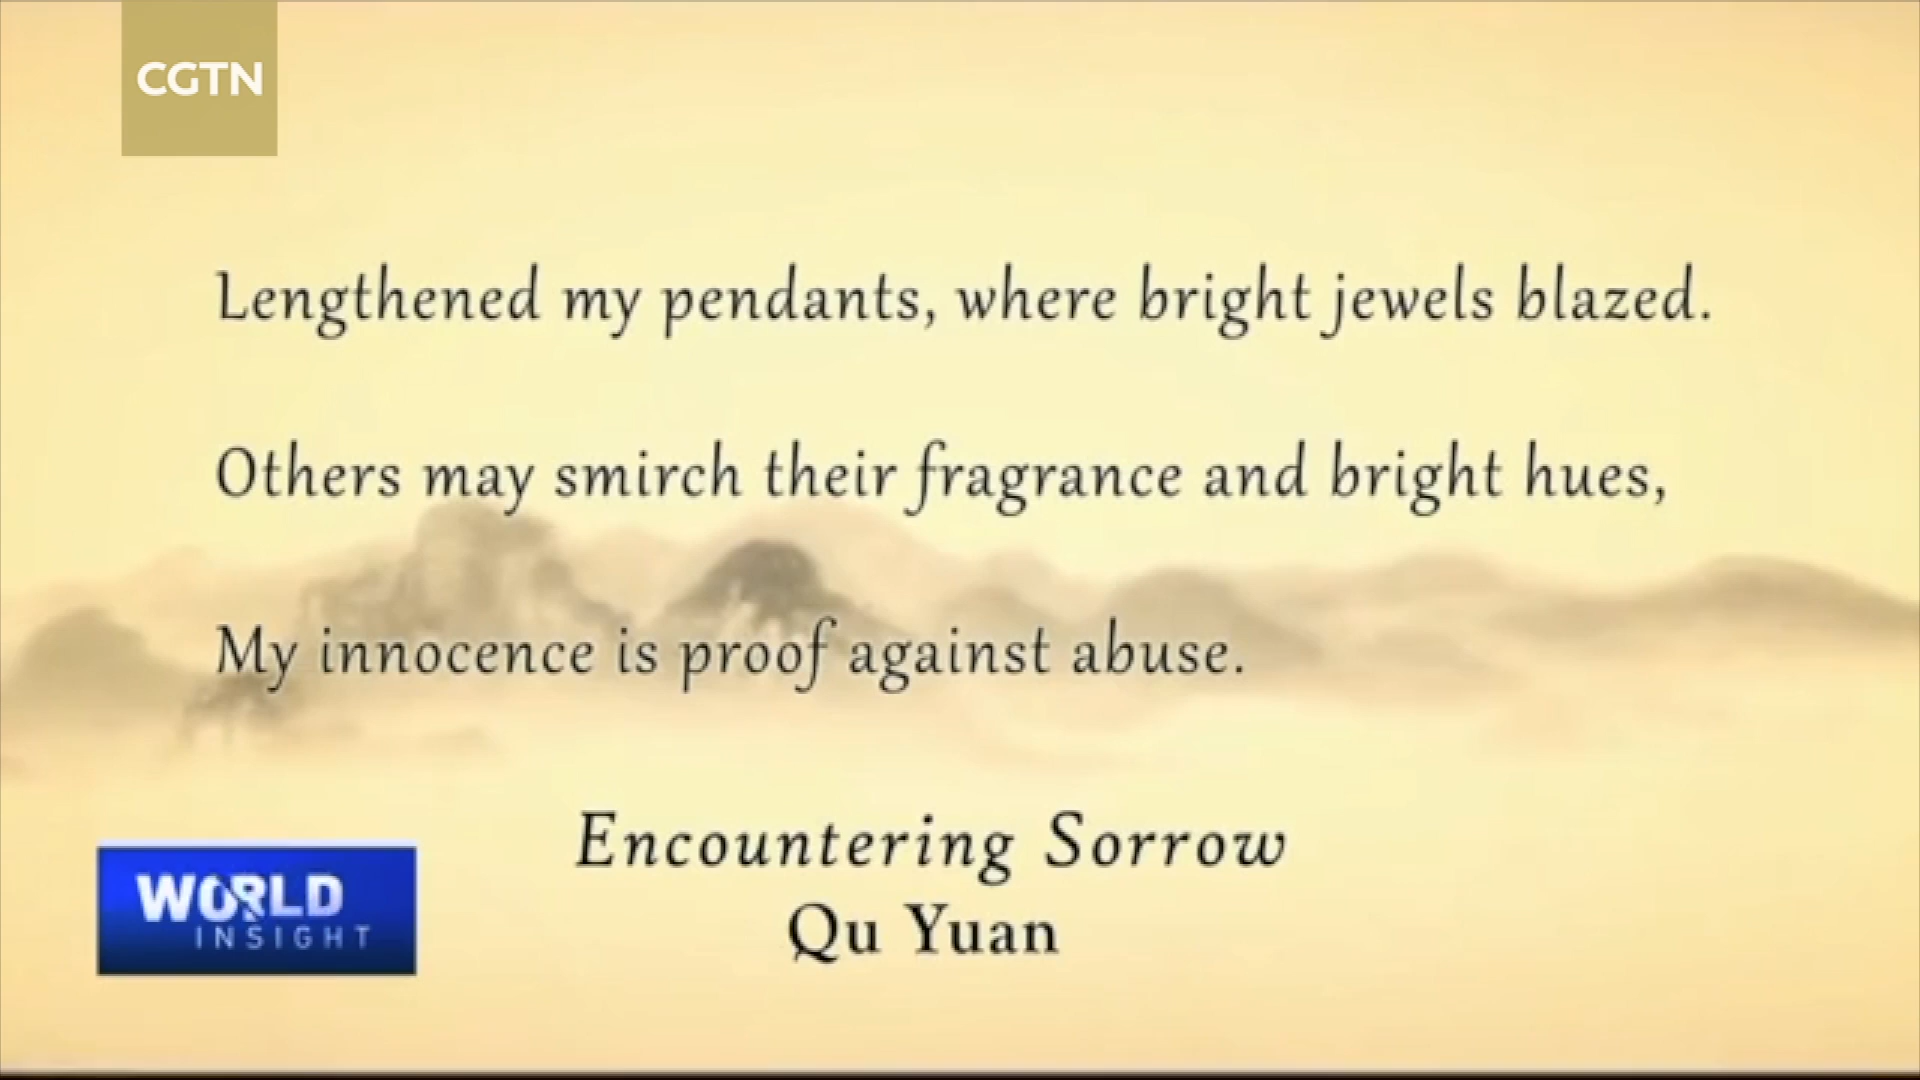 CGTN
Lengthened my pendants, where bright jewels blazed.
Others may smirch their fragrance and bright hues,
My innocence is proof against abuse.
Encountering Sorrow
Qu Yuan
WORLD
INSIGHT